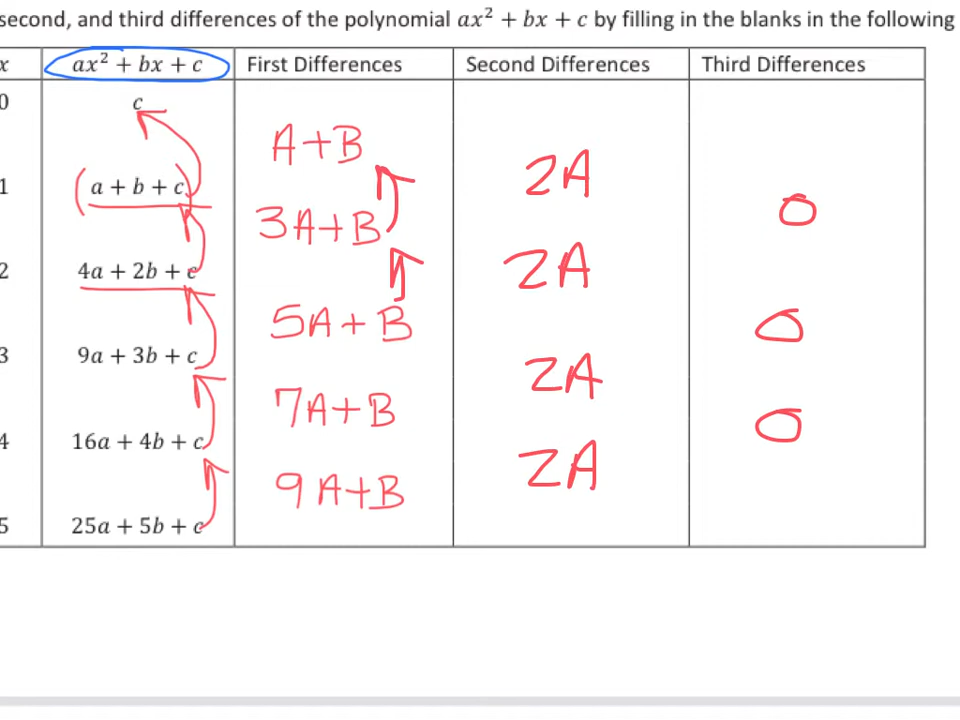 second, and third differences of the polynomial ax² + bx + c by filling in the blanks in the following
x ax² + bx + c First Differences Second Differences Third Differences
0 c
A+B
2A
1 (a + b + c)
0
3A+B
2 4a + 2b + c
2A
5A+B
0
3 9a + 3b + c
2A
7A+B
0
4 16a + 4b + c
2A
9A+B
5 25a + 5b + c